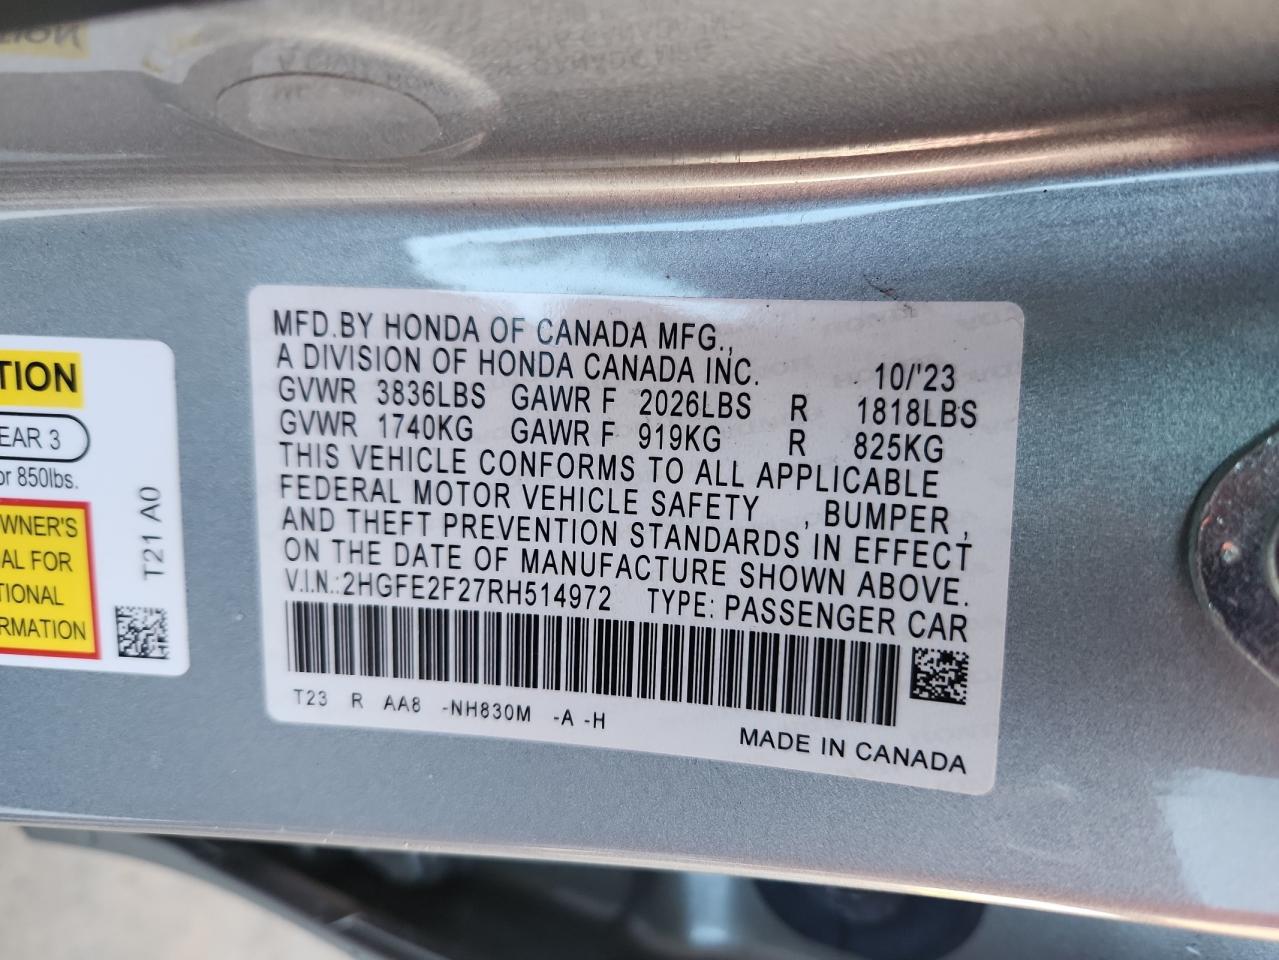 TION
EAR 3
or 850lbs.
WNER'S
AL FOR
TIONAL
RMATION
T21 A0
MFD.BY HONDA OF CANADA MFG.,
A DIVISION OF HONDA CANADA INC. 10/'23
GVWR 3836LBS GAWR F 2026LBS R 1818LBS
GVWR 1740KG GAWR F 919KG R 825KG
THIS VEHICLE CONFORMS TO ALL APPLICABLE
FEDERAL MOTOR VEHICLE SAFETY , BUMPER ,
AND THEFT PREVENTION STANDARDS IN EFFECT
ON THE DATE OF MANUFACTURE SHOWN ABOVE.
V.I.N.:2HGFE2F27RH514972 TYPE: PASSENGER CAR
T23 R AA8 -NH830M -A -H
MADE IN CANADA